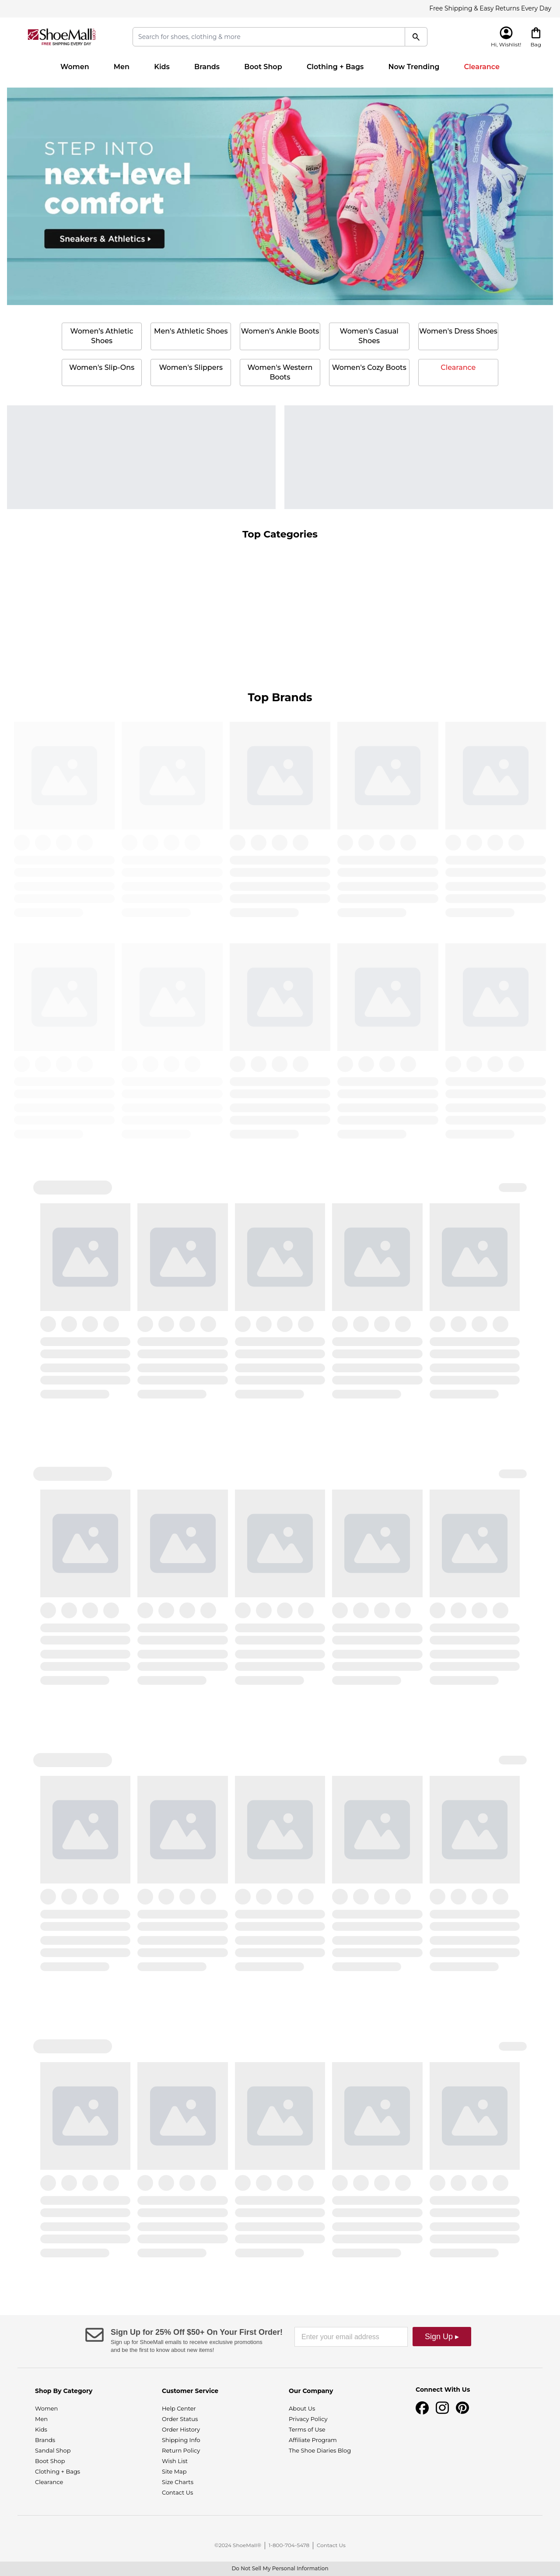 Free Shipping & Easy Returns Every Day
ShoeMall
FREE SHIPPING EVERY DAY
Search for shoes, clothing & more
Hi, Wishlist!
Bag
Women
Men
Kids
Brands
Boot Shop
Clothing + Bags
Now Trending
Clearance
STEP INTO
next-level
comfort
Sneakers & Athletics
Women's Athletic
Shoes
Men's Athletic Shoes
Women's Ankle Boots
Women's Casual
Shoes
Women's Dress Shoes
Women's Slip-Ons
Women's Slippers
Women's Western
Boots
Women's Cozy Boots
Clearance
Top Categories
Top Brands
Sign Up for 25% Off $50+ On Your First Order!
Sign up for ShoeMall emails to receive exclusive promotions
and be the first to know about new items!
Enter your email address
Sign Up ▸
Shop By Category
Women
Men
Kids
Brands
Sandal Shop
Boot Shop
Clothing + Bags
Clearance
Customer Service
Help Center
Order Status
Order History
Shipping Info
Return Policy
Wish List
Site Map
Size Charts
Contact Us
Our Company
About Us
Privacy Policy
Terms of Use
Affiliate Program
The Shoe Diaries Blog
Connect With Us
©2024 ShoeMall® | 1-800-704-5478 | Contact Us
Do Not Sell My Personal Information